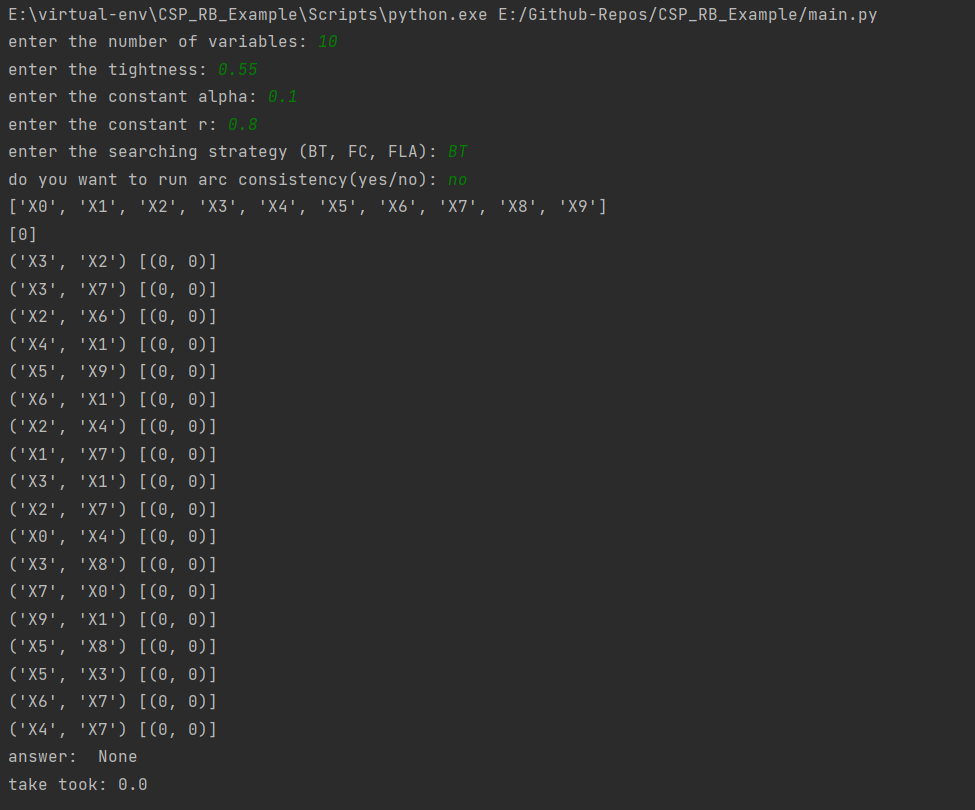 E:\virtual-env\CSP_RB_Example\Scripts\python.exe E:/Github-Repos/CSP_RB_Example/main.py
enter the number of variables: 10
enter the tightness: 0.55
enter the constant alpha: 0.1
enter the constant r: 0.8
enter the searching strategy (BT, FC, FLA): BT
do you want to run arc consistency(yes/no): no
['X0', 'X1', 'X2', 'X3', 'X4', 'X5', 'X6', 'X7', 'X8', 'X9']
[0]
('X3', 'X2') [(0, 0)]
('X3', 'X7') [(0, 0)]
('X2', 'X6') [(0, 0)]
('X4', 'X1') [(0, 0)]
('X5', 'X9') [(0, 0)]
('X6', 'X1') [(0, 0)]
('X2', 'X4') [(0, 0)]
('X1', 'X7') [(0, 0)]
('X3', 'X1') [(0, 0)]
('X2', 'X7') [(0, 0)]
('X0', 'X4') [(0, 0)]
('X3', 'X8') [(0, 0)]
('X7', 'X0') [(0, 0)]
('X9', 'X1') [(0, 0)]
('X5', 'X8') [(0, 0)]
('X5', 'X3') [(0, 0)]
('X6', 'X7') [(0, 0)]
('X4', 'X7') [(0, 0)]
answer:  None
take took: 0.0